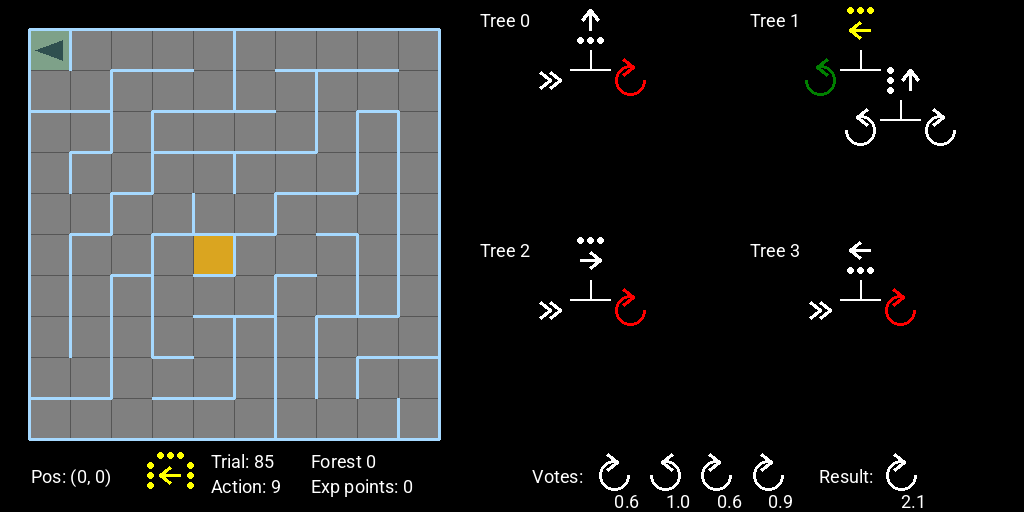 Tree 0
Tree 1
Tree 2
Tree 3
Pos: (0, 0)
Trial: 85
Action: 9
Forest 0
Exp points: 0
Votes:
0.6
1.0
0.6
0.9
Result:
2.1